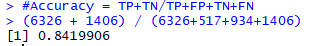 > #Accuracy = TP+TN/TP+FP+TN+FN
> (6326 + 1406) / (6326+517+934+1406)
[1] 0.8419906